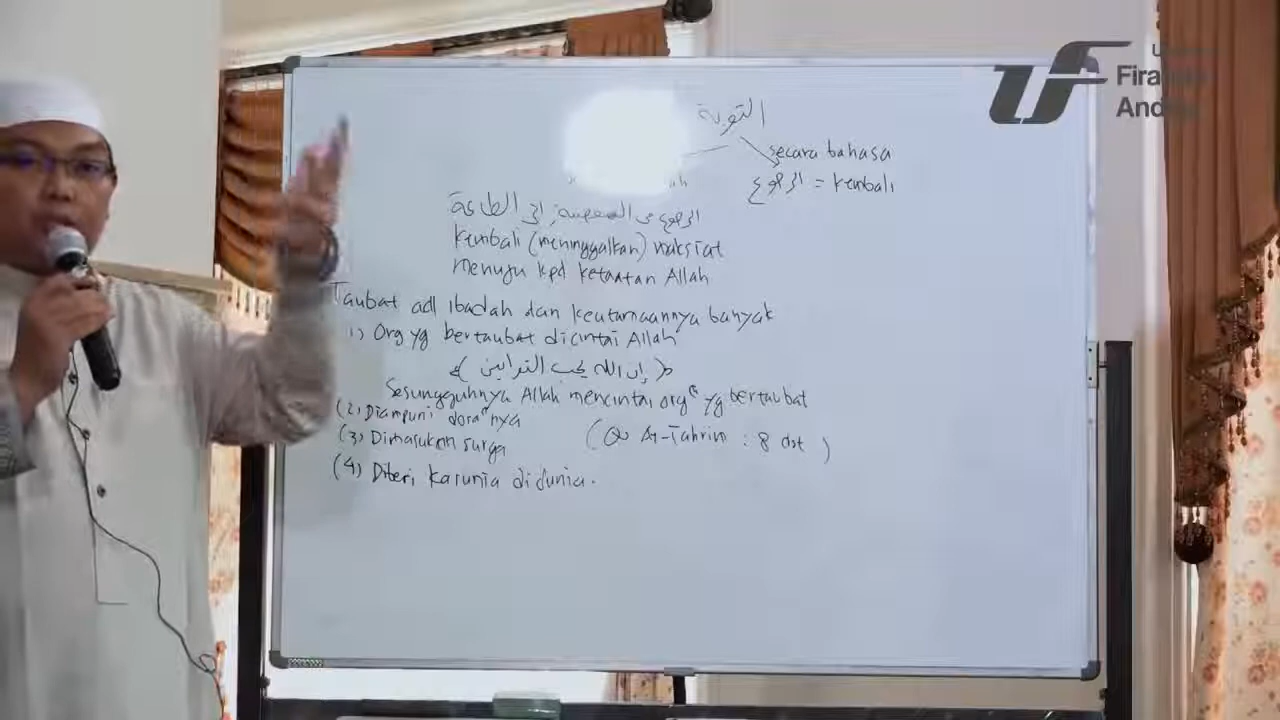 التوبة
secara bahasa
الرجوع = kembali
الرجوع من المعصية إلى الطاعة
kembali (meninggalkan) maksiat
menuju kpd ketaatan Allah
Taubat adl ibadah dan keutamaannya banyak
1) Org yg bertaubat dicintai Allah
﴿ إن الله يحب التوابين ﴾
Sesungguhnya Allah mencintai org² yg bertaubat
(2) Diampuni dosa²nya
(3) Dimasukan surga
(QS At-Tahrim : 8 dst )
(4) Diberi karunia didunia.
UF